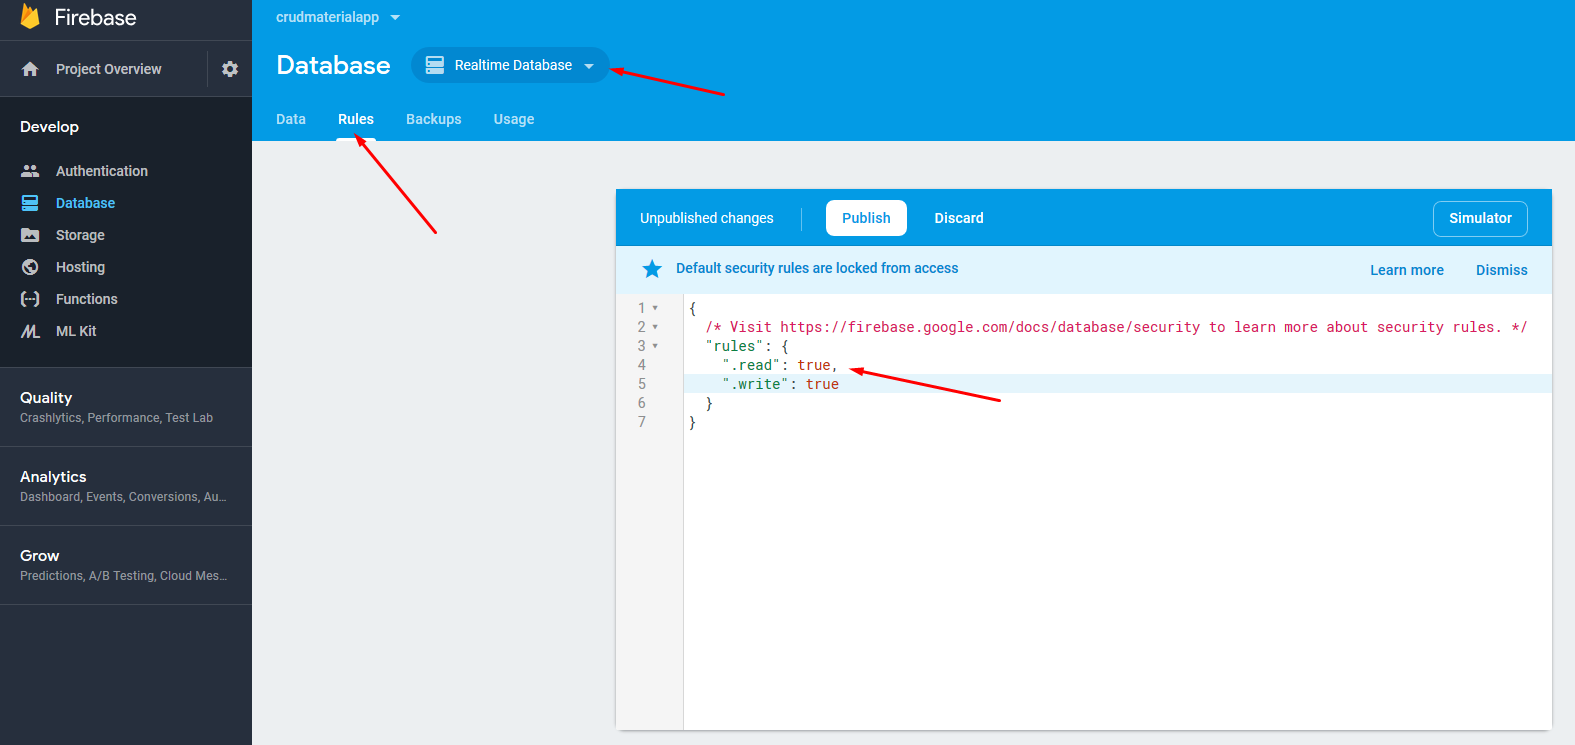 Firebase
Project Overview
Develop
Authentication
Database
Storage
Hosting
Functions
ML Kit
Quality
Crashlytics, Performance, Test Lab
Analytics
Dashboard, Events, Conversions, Au...
Grow
Predictions, A/B Testing, Cloud Mes...
crudmaterialapp
Database Realtime Database
Data Rules Backups Usage
Unpublished changes Publish Discard Simulator
Default security rules are locked from access Learn more Dismiss
1 {
2 /* Visit https://firebase.google.com/docs/database/security to learn more about security rules. */
3 "rules": {
4 ".read": true,
5 ".write": true
6 }
7 }